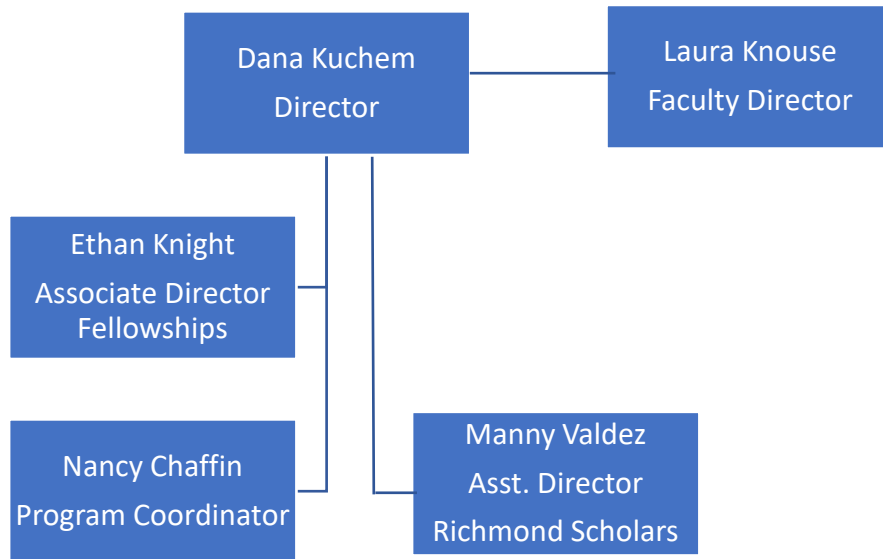 Dana Kuchem
Director
Laura Knouse
Faculty Director
Ethan Knight
Associate Director
Fellowships
Nancy Chaffin
Program Coordinator
Manny Valdez
Asst. Director
Richmond Scholars